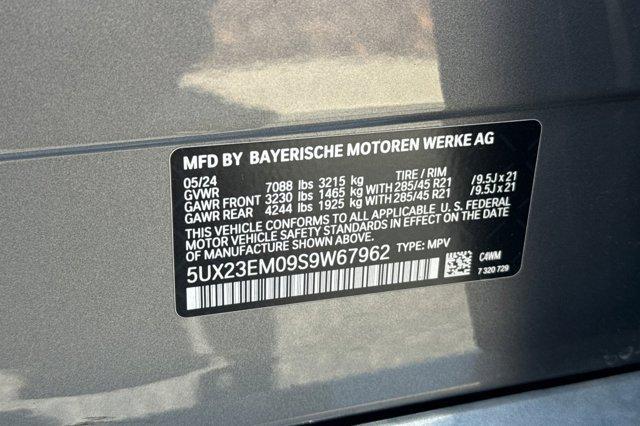 MFD BY BAYERISCHE MOTOREN WERKE AG
05/24 7088 lbs 3215 kg TIRE / RIM
GVWR
GAWR FRONT 3230 lbs 1465 kg WITH 285/45 R21 /9.5J x 21
GAWR REAR 4244 lbs 1925 kg WITH 285/45 R21 /9.5J x 21
THIS VEHICLE CONFORMS TO ALL APPLICABLE U. S. FEDERAL
MOTOR VEHICLE SAFETY STANDARDS IN EFFECT ON THE DATE
OF MANUFACTURE SHOWN ABOVE.
5UX23EM09S9W67962 TYPE: MPV
C4WM
7 320 729